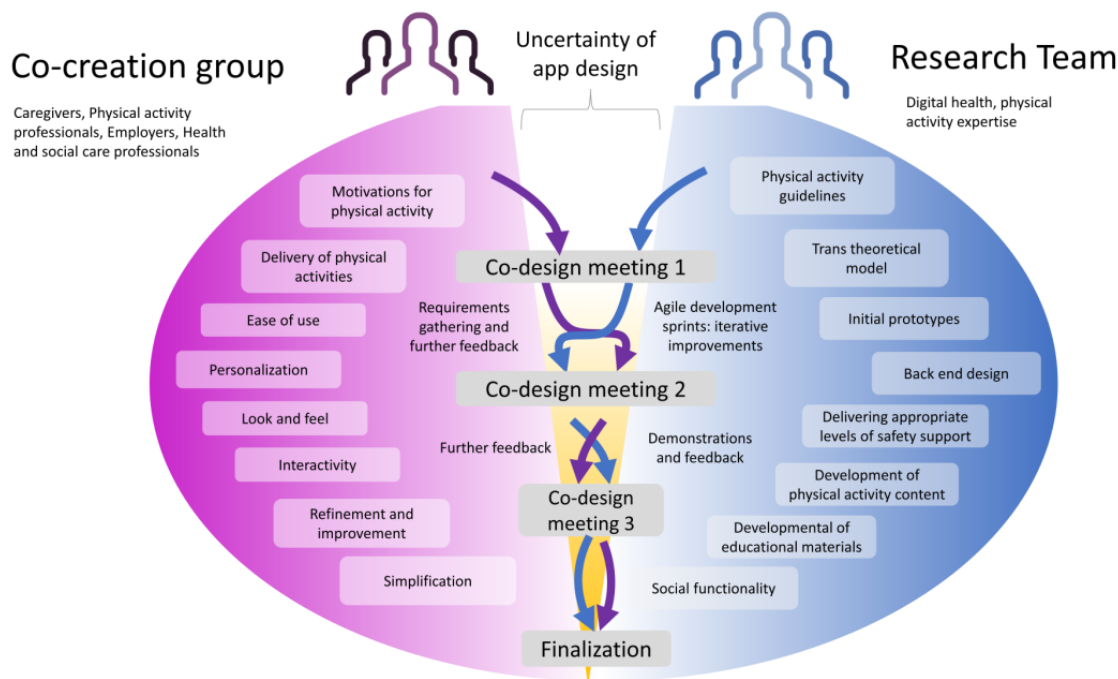 Co-creation group
Caregivers, Physical activity
professionals, Employers, Health
and social care professionals
Uncertainty of
app design
Research Team
Digital health, physical
activity expertise
Motivations for
physical activity
Delivery of physical
activities
Ease of use
Personalization
Look and feel
Interactivity
Refinement and
improvement
Simplification
Co-design meeting 1
Requirements
gathering and
further feedback
Agile development
sprints: iterative
improvements
Co-design meeting 2
Further feedback
Demonstrations
and feedback
Co-design
meeting 3
Finalization
Physical activity
guidelines
Trans theoretical
model
Initial prototypes
Back end design
Delivering appropriate
levels of safety support
Development of
physical activity content
Developmental of
educational materials
Social functionality